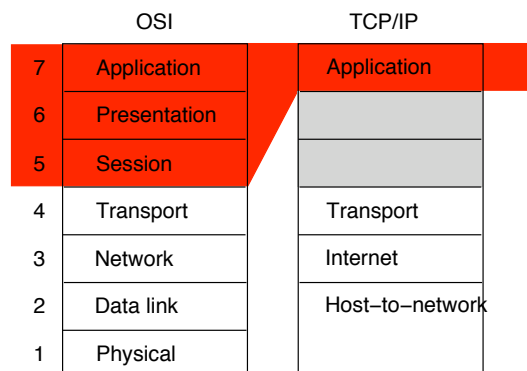 OSI TCP/IP
7 Application Application
6 Presentation
5 Session
4 Transport Transport
3 Network Internet
2 Data link Host−to−network
1 Physical